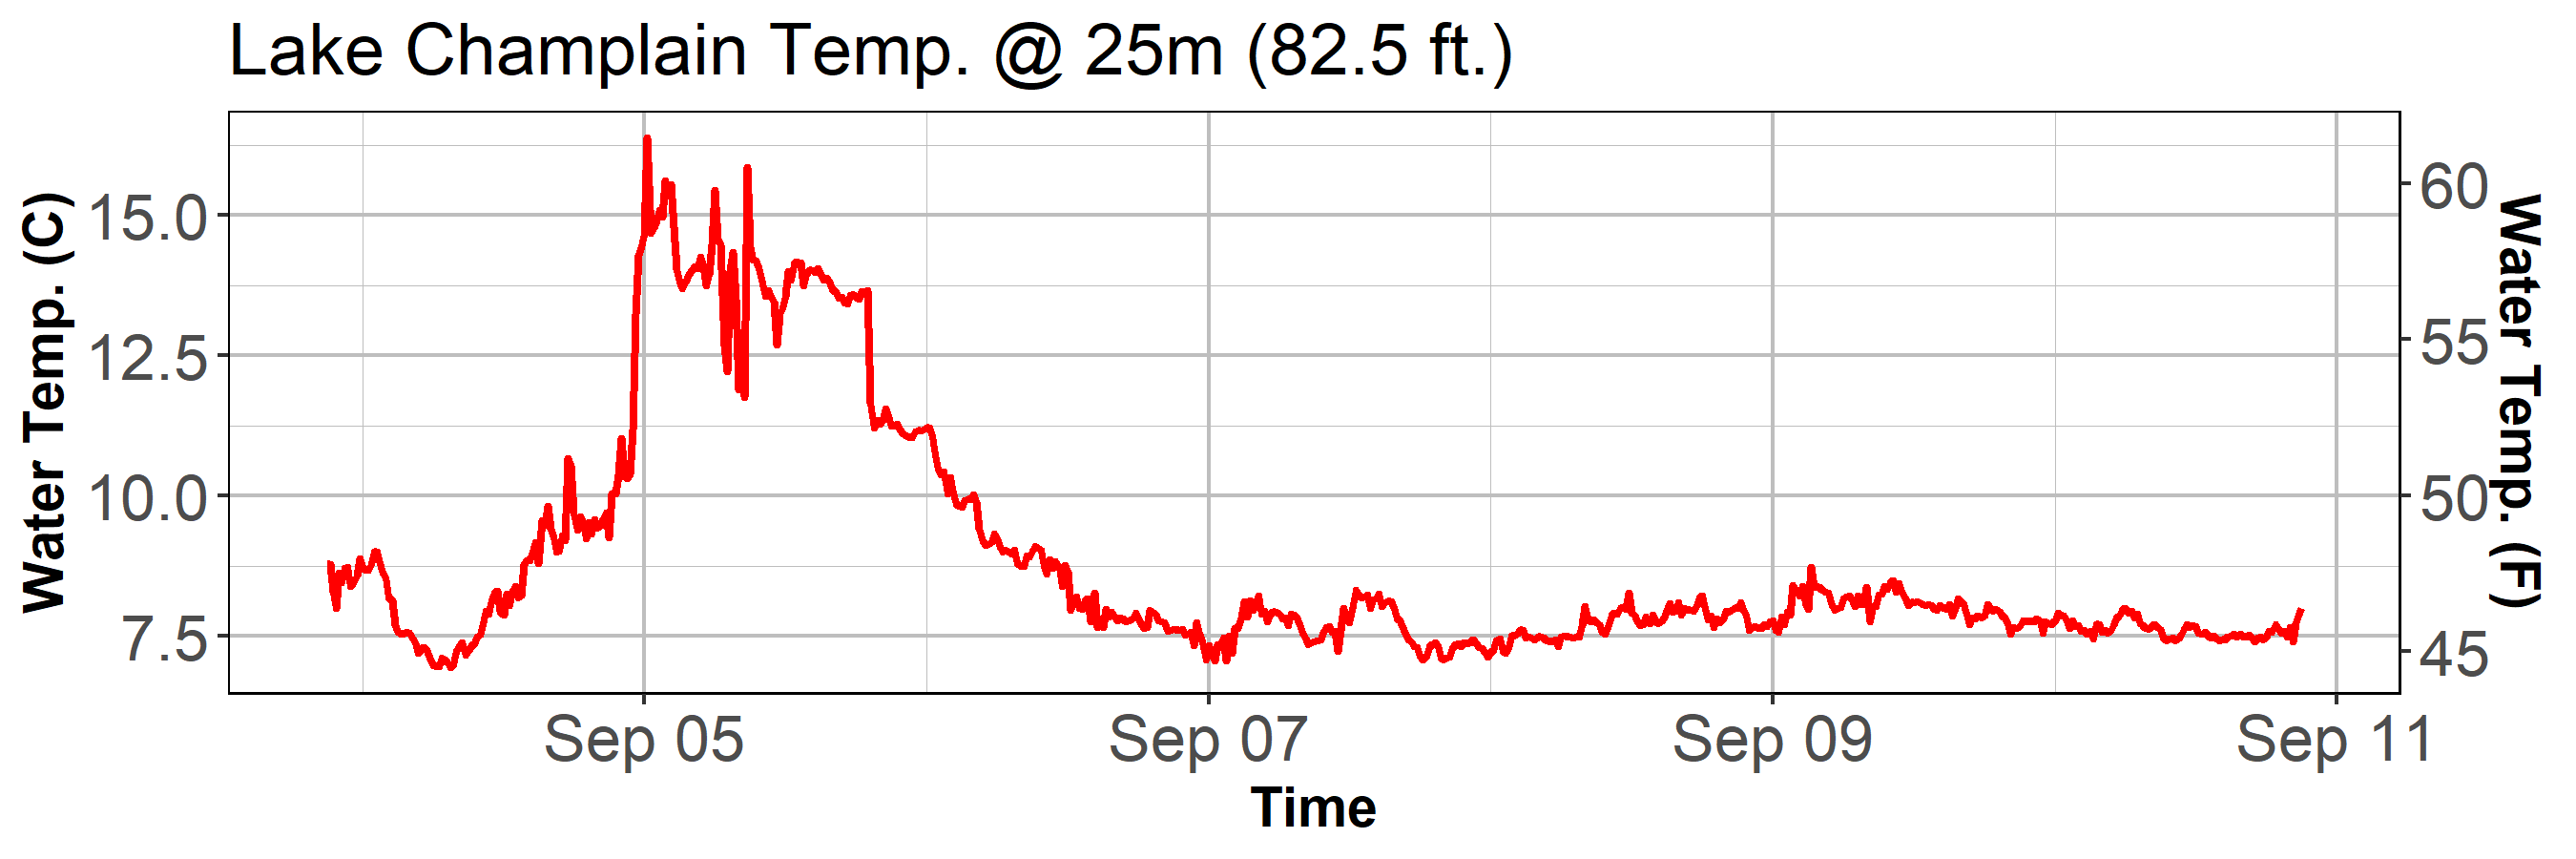 Lake Champlain Temp. @ 25m (82.5 ft.)
Water Temp. (C)
15.0
12.5
10.0
7.5
60
55
50
45
Water Temp. (F)
Sep 05 Sep 07 Sep 09 Sep 11
Time